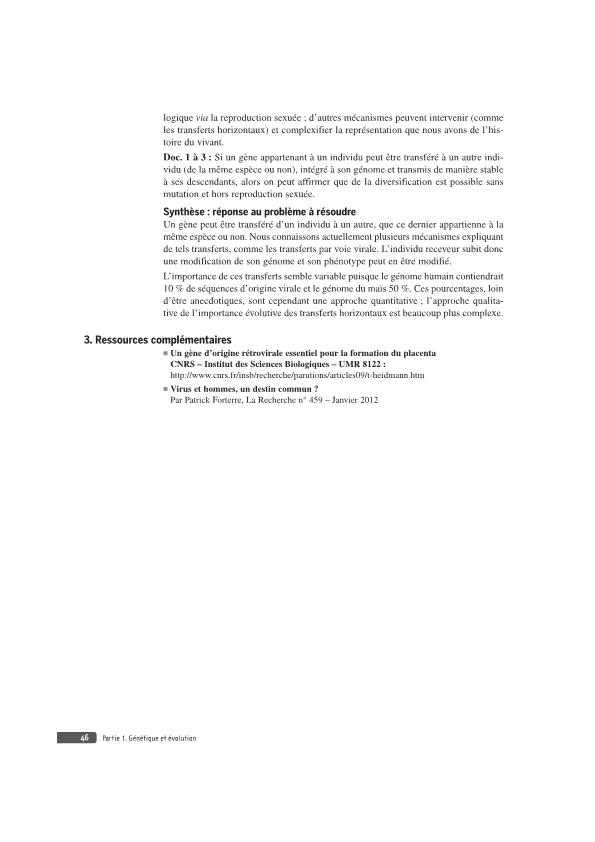 logique via la reproduction sexuée ; d'autres mécanismes peuvent intervenir (comme
les transferts horizontaux) et complexifier la représentation que nous avons de l'his-
toire du vivant.
Doc. 1 à 3 : Si un gène appartenant à un individu peut être transféré à un autre indi-
vidu (de la même espèce ou non), intégré à son génome et transmis de manière stable
à ses descendants, alors on peut affirmer que de la diversification est possible sans
mutation et hors reproduction sexuée.
Synthèse : réponse au problème à résoudre
Un gène peut être transféré d'un individu à un autre, que ce dernier appartienne à la
même espèce ou non. Nous connaissons actuellement plusieurs mécanismes expliquant
de tels transferts, comme les transferts par voie virale. L'individu receveur subit donc
une modification de son génome et son phénotype peut en être modifié.
L'importance de ces transferts semble variable puisque le génome humain contiendrait
10 % de séquences d'origine virale et le génome du maïs 50 %. Ces pourcentages, loin
d'être anecdotiques, sont cependant une approche quantitative ; l'approche qualita-
tive de l'importance évolutive des transferts horizontaux est beaucoup plus complexe.
3. Ressources complémentaires
■ Un gène d'origine rétrovirale essentiel pour la formation du placenta
CNRS – Institut des Sciences Biologiques – UMR 8122 :
http://www.cnrs.fr/insb/recherche/parutions/articles09/t-heidmann.htm
■ Virus et hommes, un destin commun ?
Par Patrick Forterre, La Recherche n° 459 – Janvier 2012
46 Partie 1. Génétique et évolution